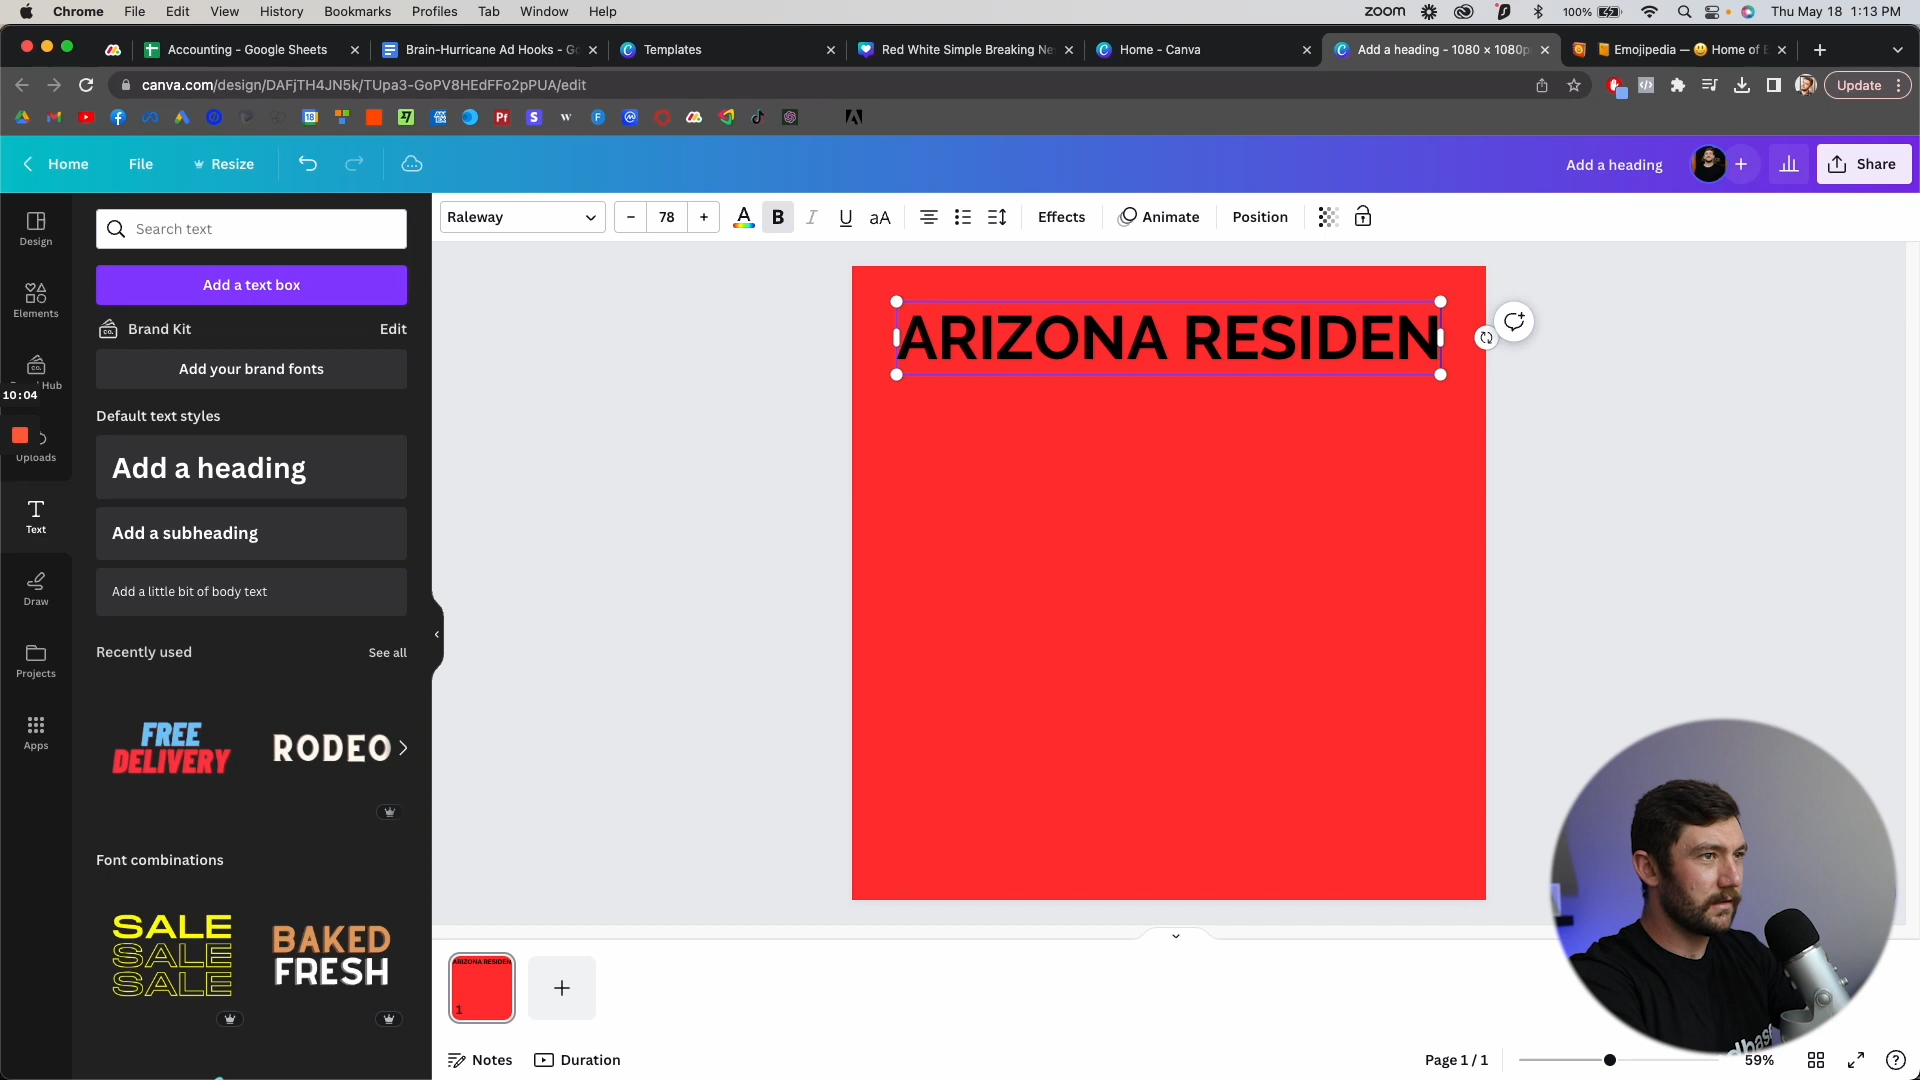 Chrome File Edit View History Bookmarks Profiles Tab Window Help
zoom 100% Thu May 18 1:13 PM
Accounting - Google Sheets
Brain-Hurricane Ad Hooks - Go
Templates
Red White Simple Breaking Ne
Home - Canva
Add a heading - 1080 × 1080p
Emojipedia — 😃 Home of E
canva.com/design/DAFjTH4JN5k/TUpa3-GoPV8HEdFFo2pPUA/edit
Update
Home File Resize
Add a heading
Share
Design
Elements
Hub
10:04
Uploads
Text
Draw
Projects
Apps
Search text
Add a text box
Brand Kit Edit
Add your brand fonts
Default text styles
Add a heading
Add a subheading
Add a little bit of body text
Recently used See all
FREE
DELIVERY
RODEO
Font combinations
SALE
SALE
SALE
BAKED
FRESH
Raleway – 78 + A B I U aA Effects Animate Position
ARIZONA RESIDEN
ARIZONA RESIDEN
1
Notes Duration
Page 1 / 1 59%